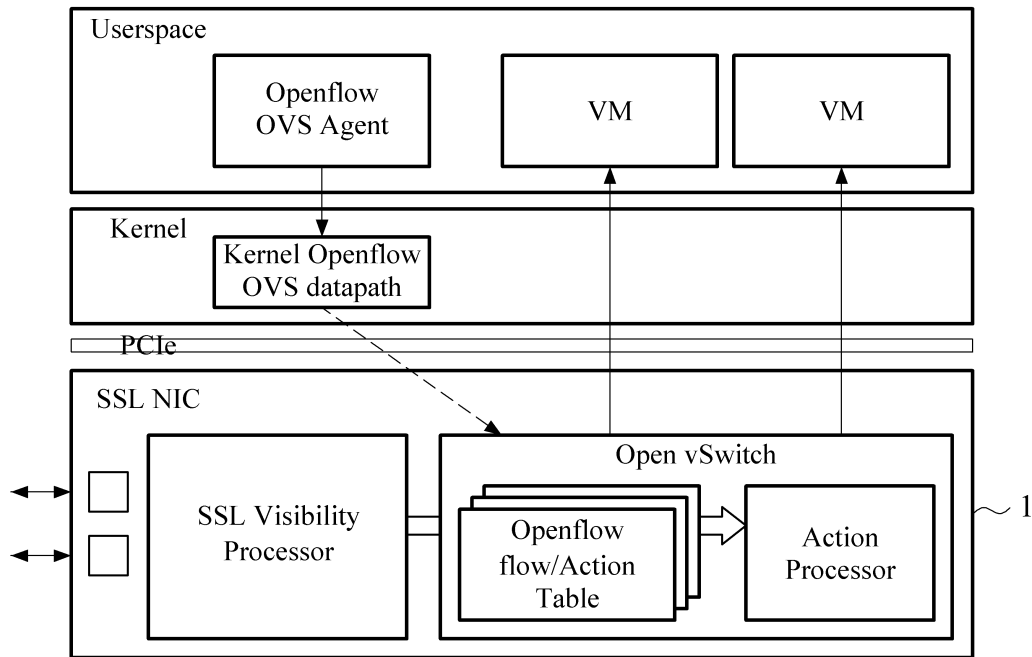 Userspace
Openflow
OVS Agent
VM
VM
Kernel
Kernel Openflow
OVS datapath
PCIe
SSL NIC
SSL Visibility
Processor
Open vSwitch
Openflow
flow/Action
Table
Action
Processor
1